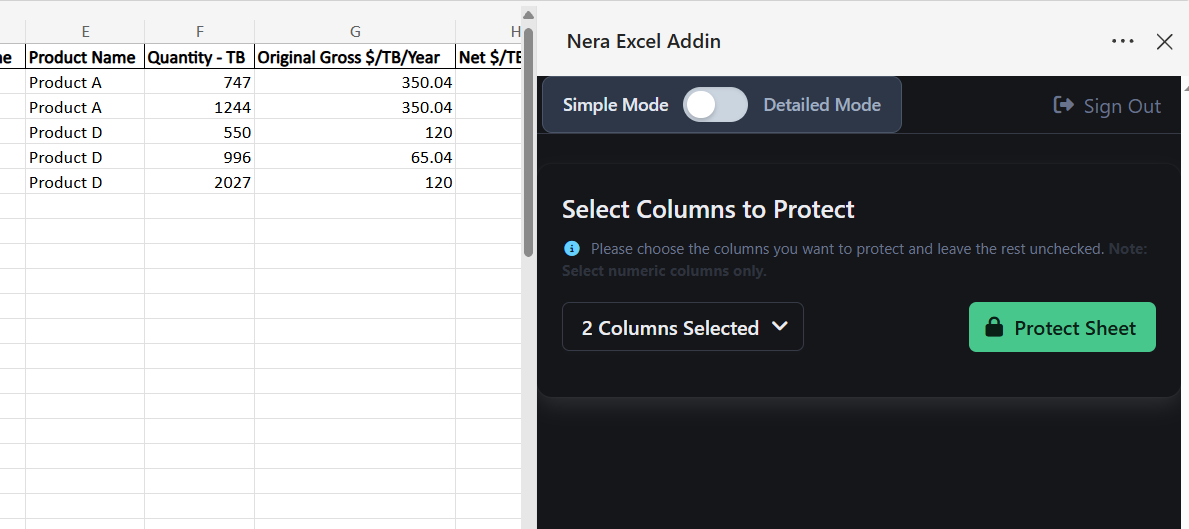 E F G H
e Product Name Quantity - TB Original Gross $/TB/Year Net $/TB
Product A 747 350.04
Product A 1244 350.04
Product D 550 120
Product D 996 65.04
Product D 2027 120
Nera Excel Addin
Simple Mode Detailed Mode Sign Out
Select Columns to Protect
Please choose the columns you want to protect and leave the rest unchecked. Note:
Select numeric columns only.
2 Columns Selected Protect Sheet